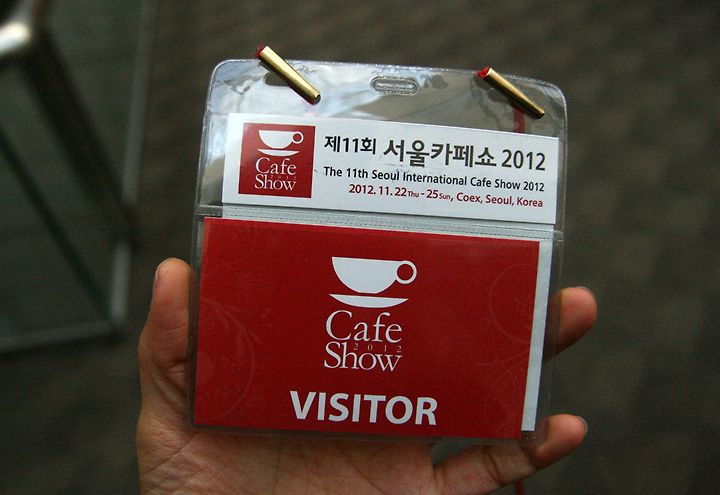 Cafe
2012
Show
제11회 서울카페쇼 2012
The 11th Seoul International Cafe Show 2012
2012. 11. 22 Thu - 25 Sun, Coex, Seoul, Korea
Cafe
2012
Show
VISITOR